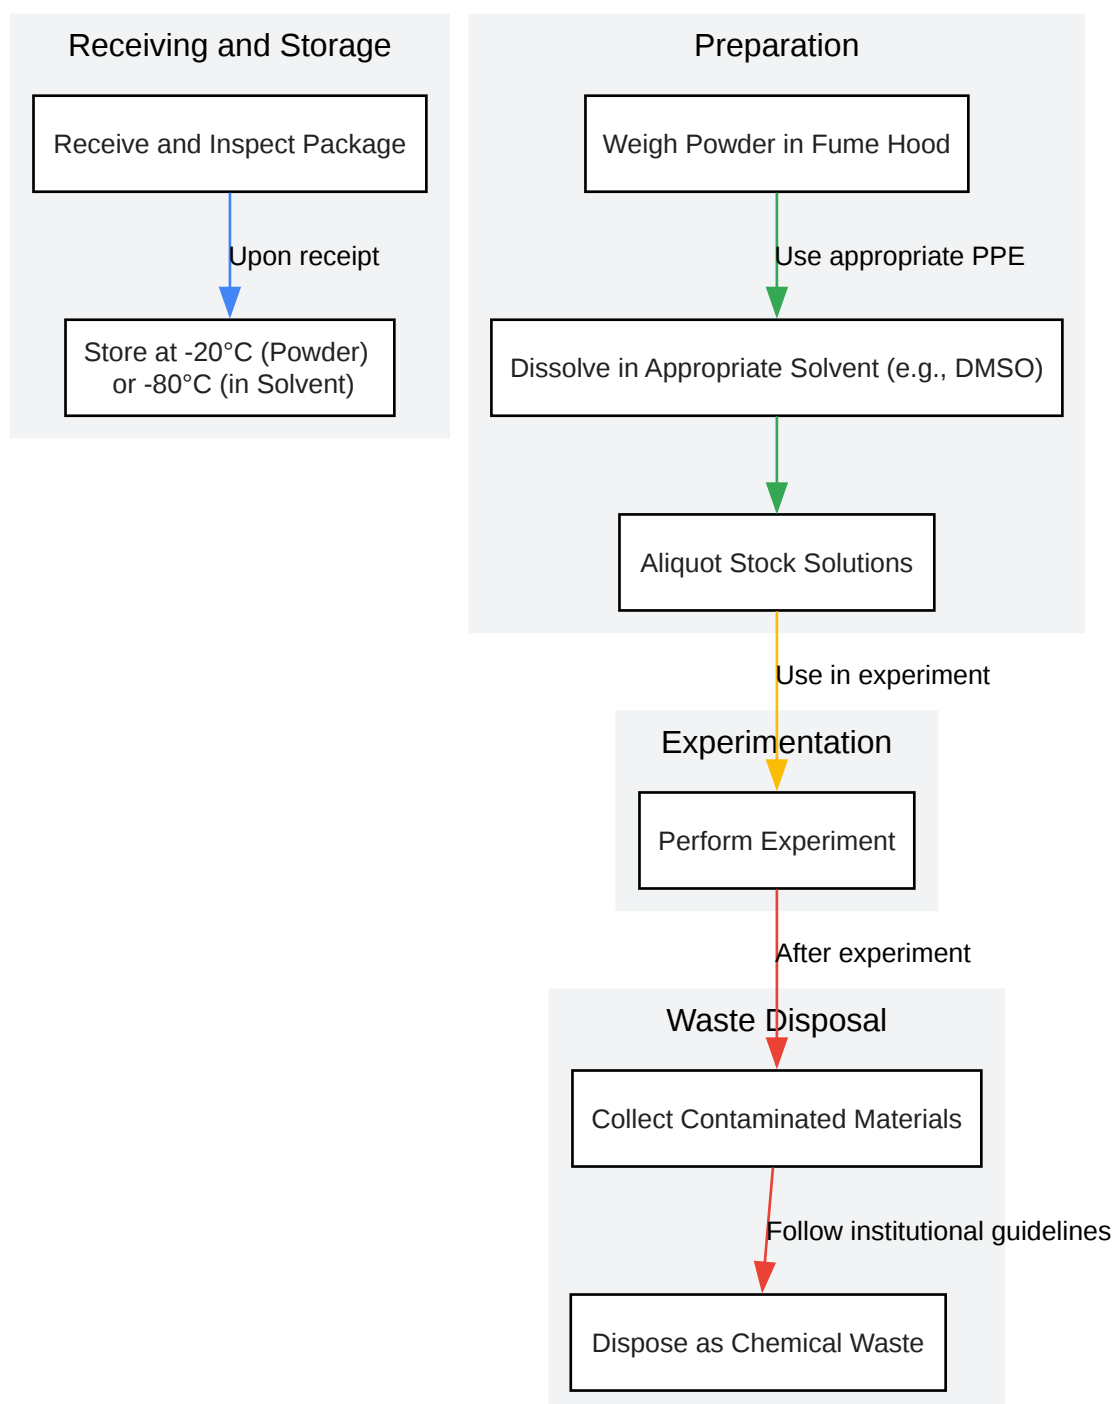 Receiving and Storage
Receive and Inspect Package
Upon receipt
Store at -20°C (Powder)
or -80°C (in Solvent)
Preparation
Weigh Powder in Fume Hood
Use appropriate PPE
Dissolve in Appropriate Solvent (e.g., DMSO)
Aliquot Stock Solutions
Use in experiment
Experimentation
Perform Experiment
After experiment
Waste Disposal
Collect Contaminated Materials
Follow institutional guidelines
Dispose as Chemical Waste